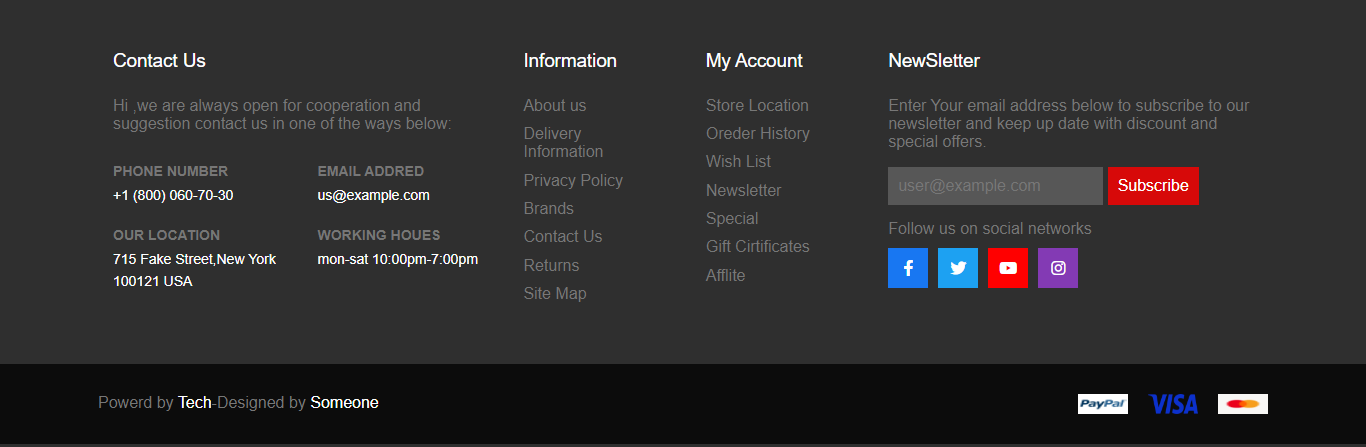 Contact Us
Hi ,we are always open for cooperation and
suggestion contact us in one of the ways below:
PHONE NUMBER
+1 (800) 060-70-30
EMAIL ADDRED
us@example.com
OUR LOCATION
715 Fake Street,New York
100121 USA
WORKING HOUES
mon-sat 10:00pm-7:00pm
Information
About us
Delivery
Information
Privacy Policy
Brands
Contact Us
Returns
Site Map
My Account
Store Location
Oreder History
Wish List
Newsletter
Special
Gift Cirtificates
Afflite
NewSletter
Enter Your email address below to subscribe to our
newsletter and keep up date with discount and
special offers.
user@example.com
Subscribe
Follow us on social networks
Powerd by Tech-Designed by Someone
PayPal
VISA